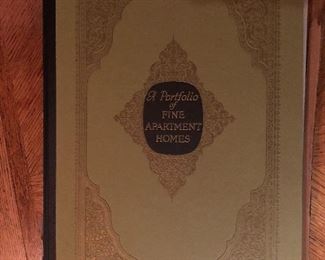 A Portfolio
of
FINE
APARTMENT
HOMES